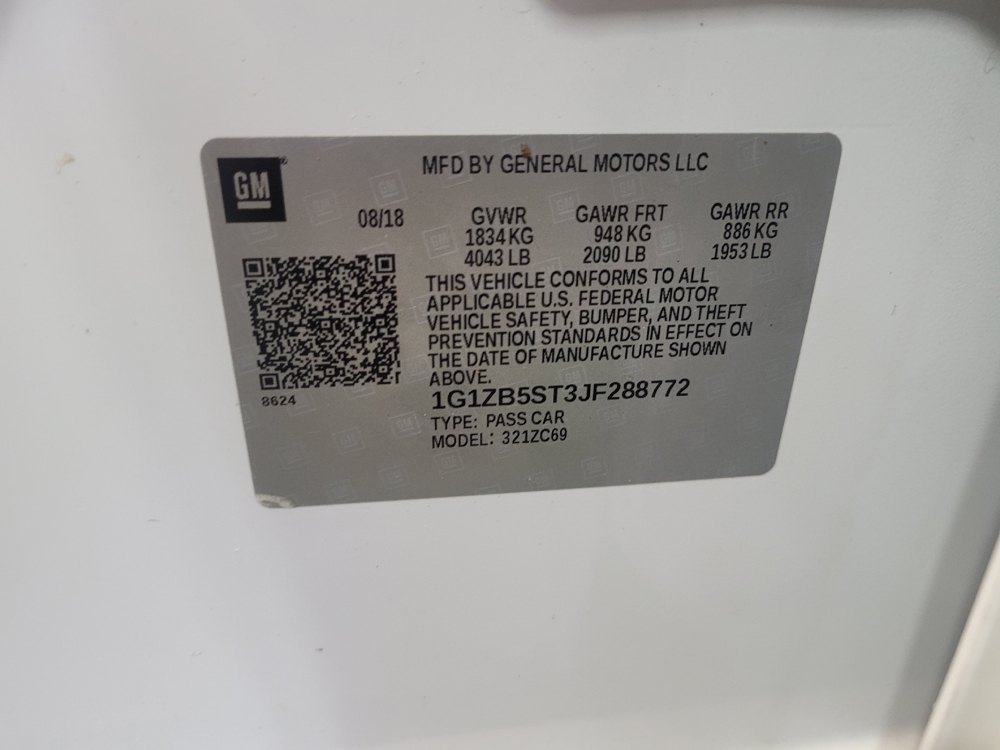 GM
MFD BY GENERAL MOTORS LLC
08/18
GVWR GAWR FRT GAWR RR
1834 KG 948 KG 886 KG
4043 LB 2090 LB 1953 LB
THIS VEHICLE CONFORMS TO ALL
APPLICABLE U.S. FEDERAL MOTOR
VEHICLE SAFETY, BUMPER, AND THEFT
PREVENTION STANDARDS IN EFFECT ON
THE DATE OF MANUFACTURE SHOWN
ABOVE.
8624
1G1ZB5ST3JF288772
TYPE: PASS CAR
MODEL: 321ZC69